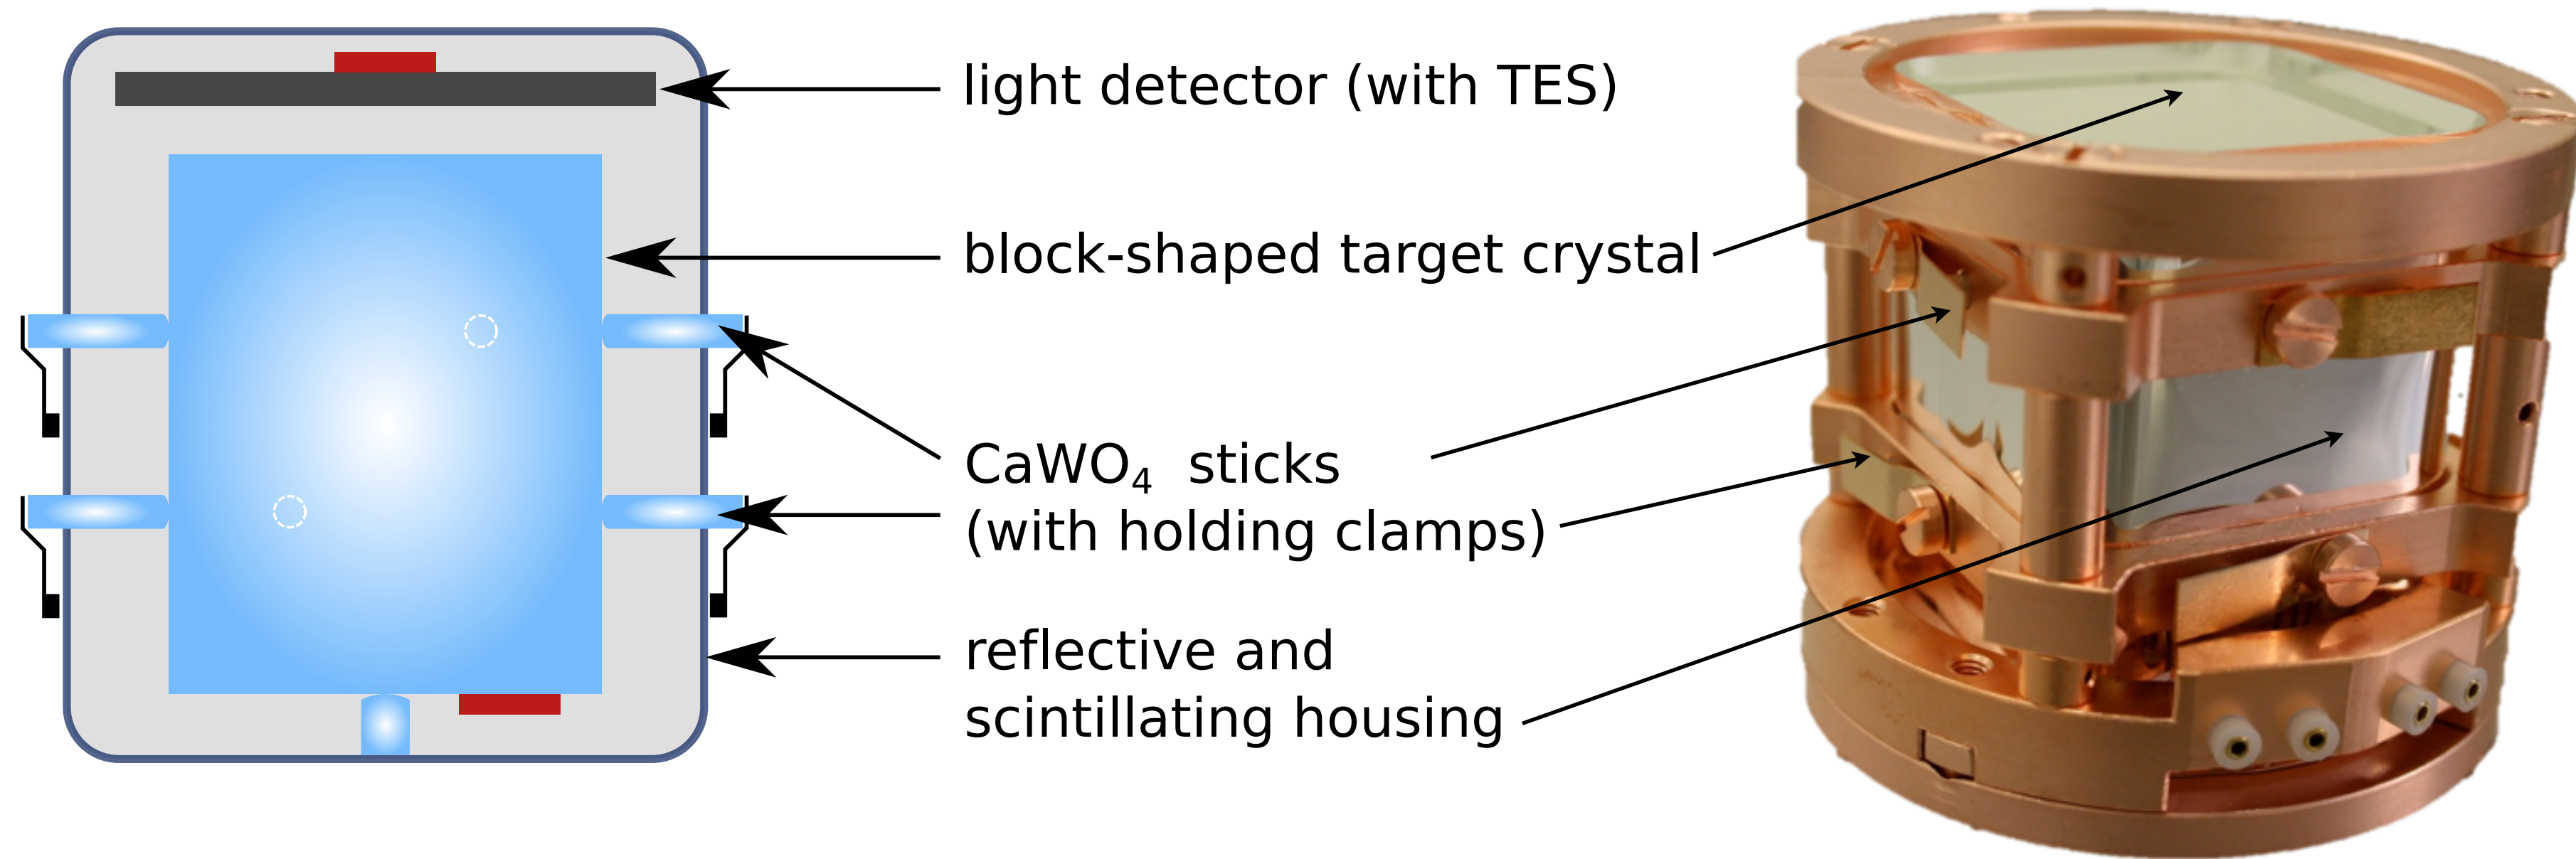 light detector (with TES)
block-shaped target crystal
CaWO₄ sticks
(with holding clamps)
reflective and
scintillating housing